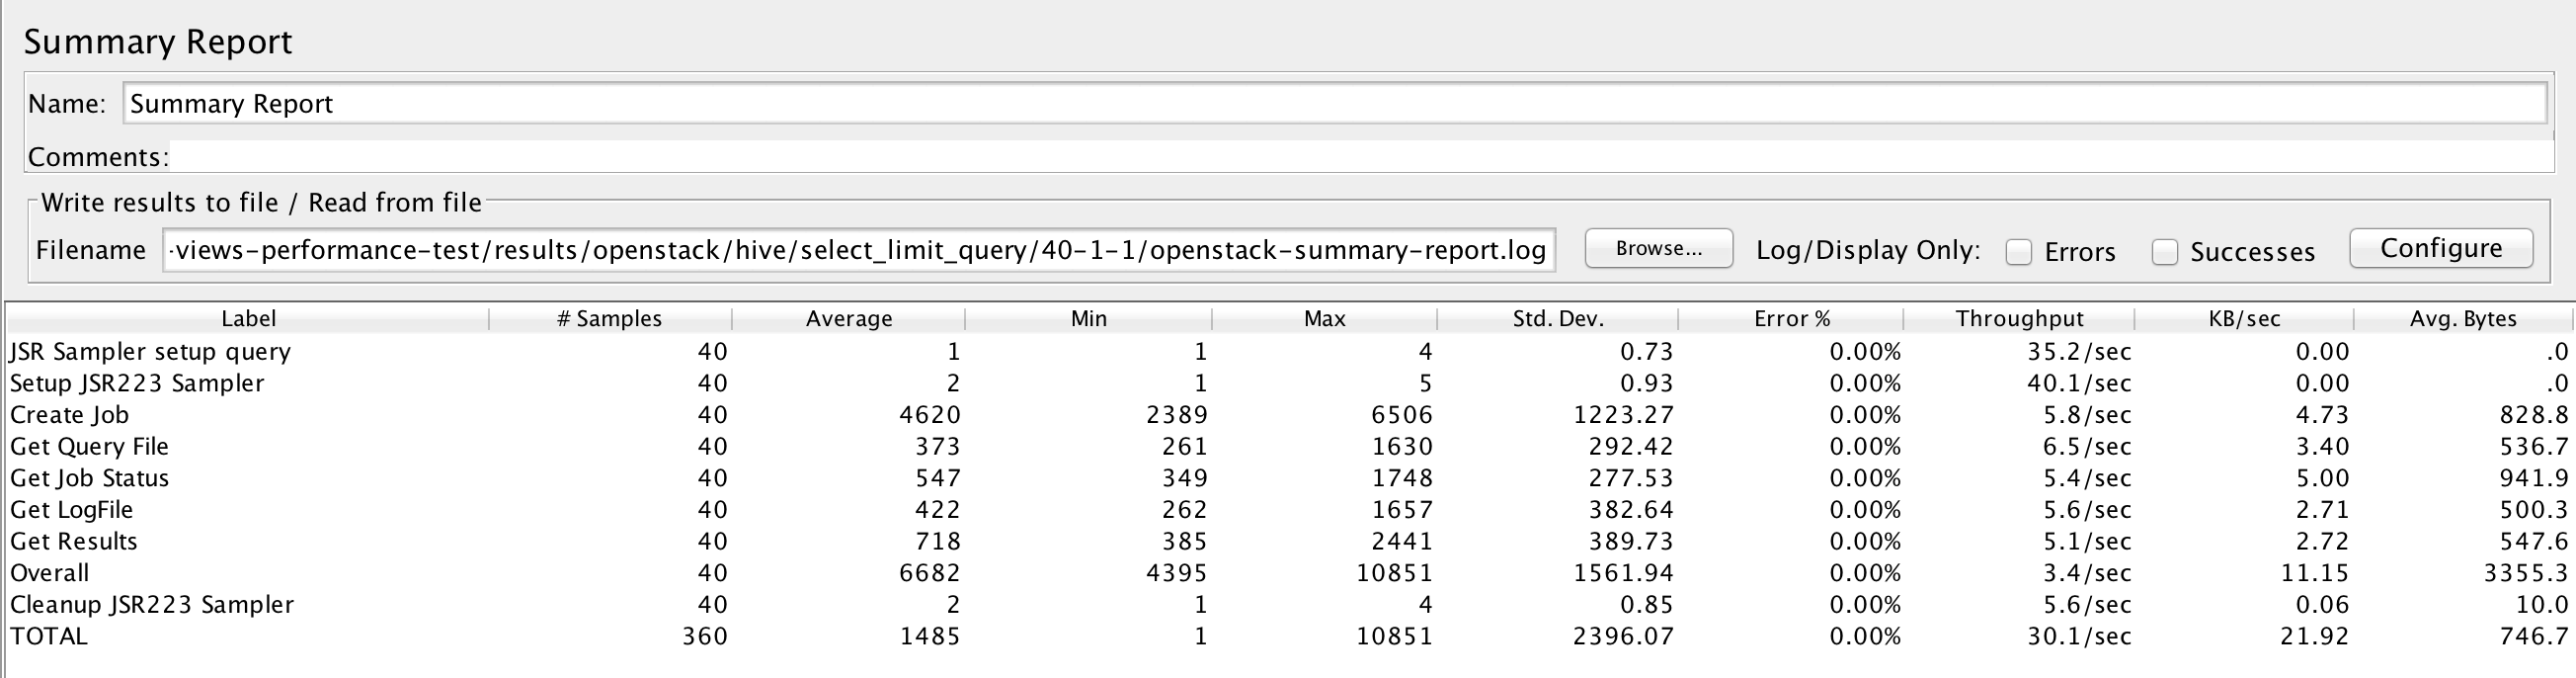 Summary Report
Name: Summary Report
Comments:
Write results to file / Read from file
Filename -views-performance-test/results/openstack/hive/select_limit_query/40-1-1/openstack-summary-report.log Browse... Log/Display Only: Errors Successes Configure
Label # Samples Average Min Max Std. Dev. Error % Throughput KB/sec Avg. Bytes
JSR Sampler setup query 40 1 1 4 0.73 0.00% 35.2/sec 0.00 .0
Setup JSR223 Sampler 40 2 1 5 0.93 0.00% 40.1/sec 0.00 .0
Create Job 40 4620 2389 6506 1223.27 0.00% 5.8/sec 4.73 828.8
Get Query File 40 373 261 1630 292.42 0.00% 6.5/sec 3.40 536.7
Get Job Status 40 547 349 1748 277.53 0.00% 5.4/sec 5.00 941.9
Get LogFile 40 422 262 1657 382.64 0.00% 5.6/sec 2.71 500.3
Get Results 40 718 385 2441 389.73 0.00% 5.1/sec 2.72 547.6
Overall 40 6682 4395 10851 1561.94 0.00% 3.4/sec 11.15 3355.3
Cleanup JSR223 Sampler 40 2 1 4 0.85 0.00% 5.6/sec 0.06 10.0
TOTAL 360 1485 1 10851 2396.07 0.00% 30.1/sec 21.92 746.7